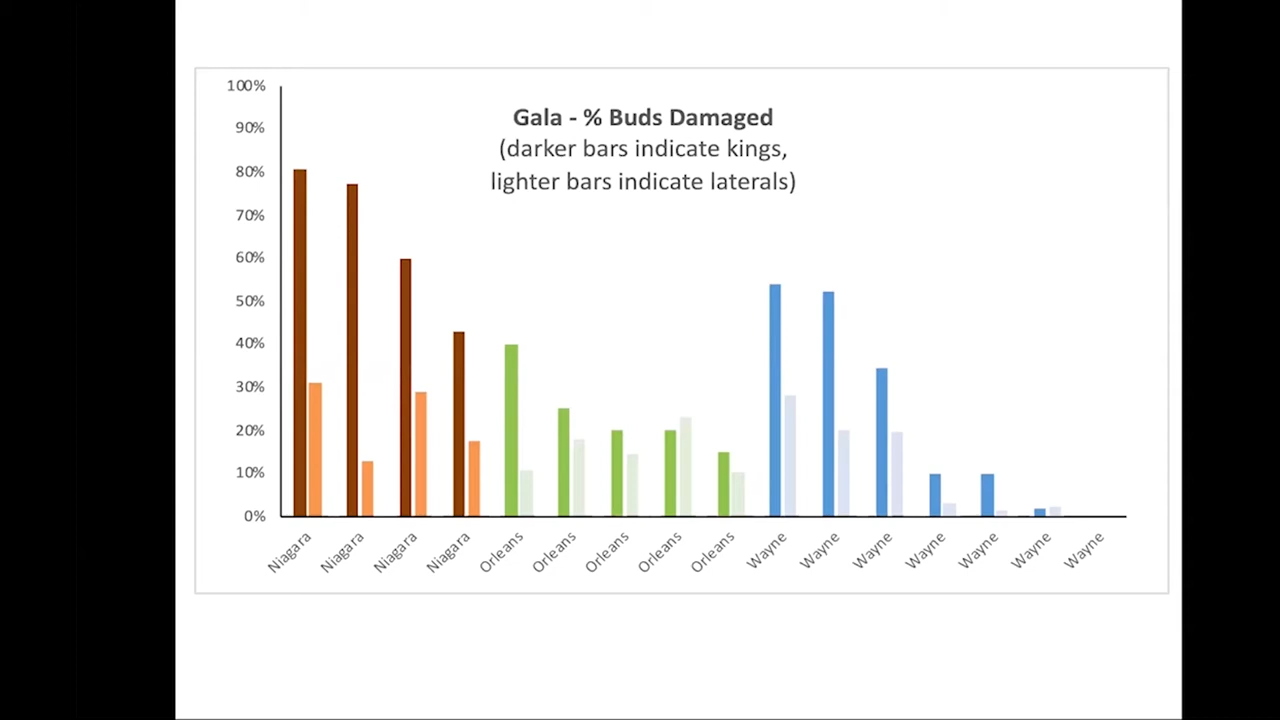 Gala - % Buds Damaged
(darker bars indicate kings,
lighter bars indicate laterals)
100%
90%
80%
70%
60%
50%
40%
30%
20%
10%
0%
Niagara
Niagara
Niagara
Niagara
Orleans
Orleans
Orleans
Orleans
Orleans
Wayne
Wayne
Wayne
Wayne
Wayne
Wayne
Wayne